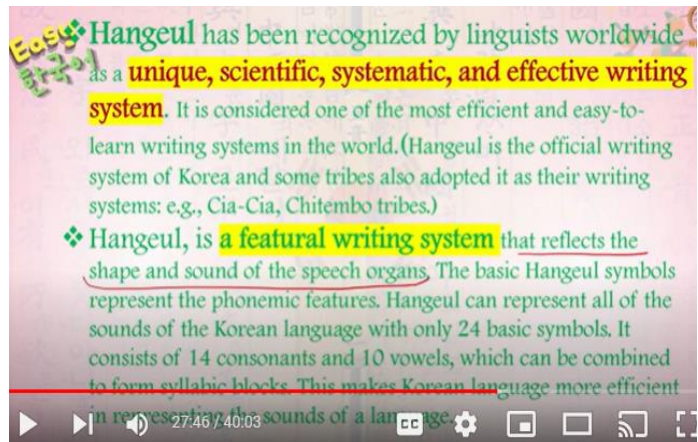 Easy
한국어
❖ Hangeul has been recognized by linguists worldwide
as a unique, scientific, systematic, and effective writing
system. It is considered one of the most efficient and easy-to-
learn writing systems in the world.(Hangeul is the official writing
system of Korea and some tribes also adopted it as their writing
systems: e.g., Cia-Cia, Chitembo tribes.)
❖ Hangeul, is a featural writing system that reflects the
shape and sound of the speech organs. The basic Hangeul symbols
represent the phonemic features. Hangeul can represent all of the
sounds of the Korean language with only 24 basic symbols. It
consists of 14 consonants and 10 vowels, which can be combined
to form syllabic blocks. This makes Korean language more efficient
in representing the sounds of a language.
27:46 / 40:03
CC